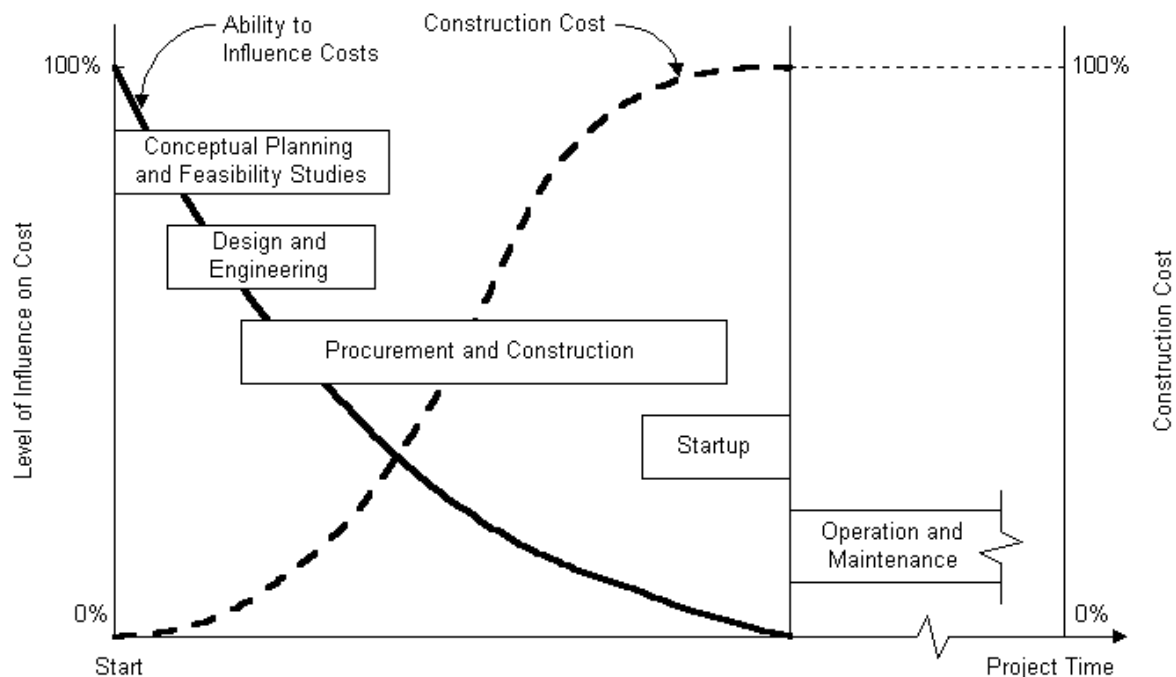 Ability to
Influence Costs
Construction Cost
100%
100%
Conceptual Planning
and Feasibility Studies
Design and
Engineering
Level of Influence on Cost
Construction Cost
Procurement and Construction
Startup
Operation and
Maintenance
0%
0%
Start
Project Time